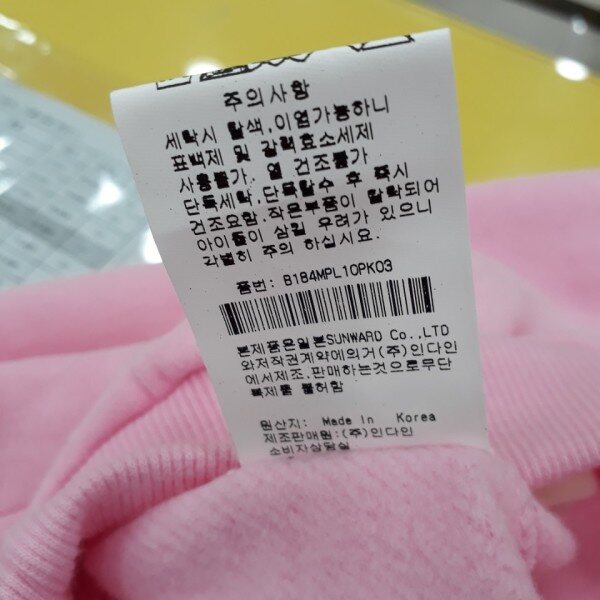 주의사항
세탁시 탈색,이염가능하니
표백제 및 강력효소세제
사용불가. 열 건조불가
단독세탁,단독탈수 후 즉시
건조요함.작은부품이 탈락되어
아이들이 삼킬 우려가 있으니
각별히 주의 하십시요.
품번: B184MPL10PK03
본제품은일본SUNWARD Co.,LTD
와저작권계약에의거(주)인다인
에서제조,판매하는것으로무단
복제를 불허함
원산지: Made In Korea
제조판매원:(주)인다인
소비자상담실